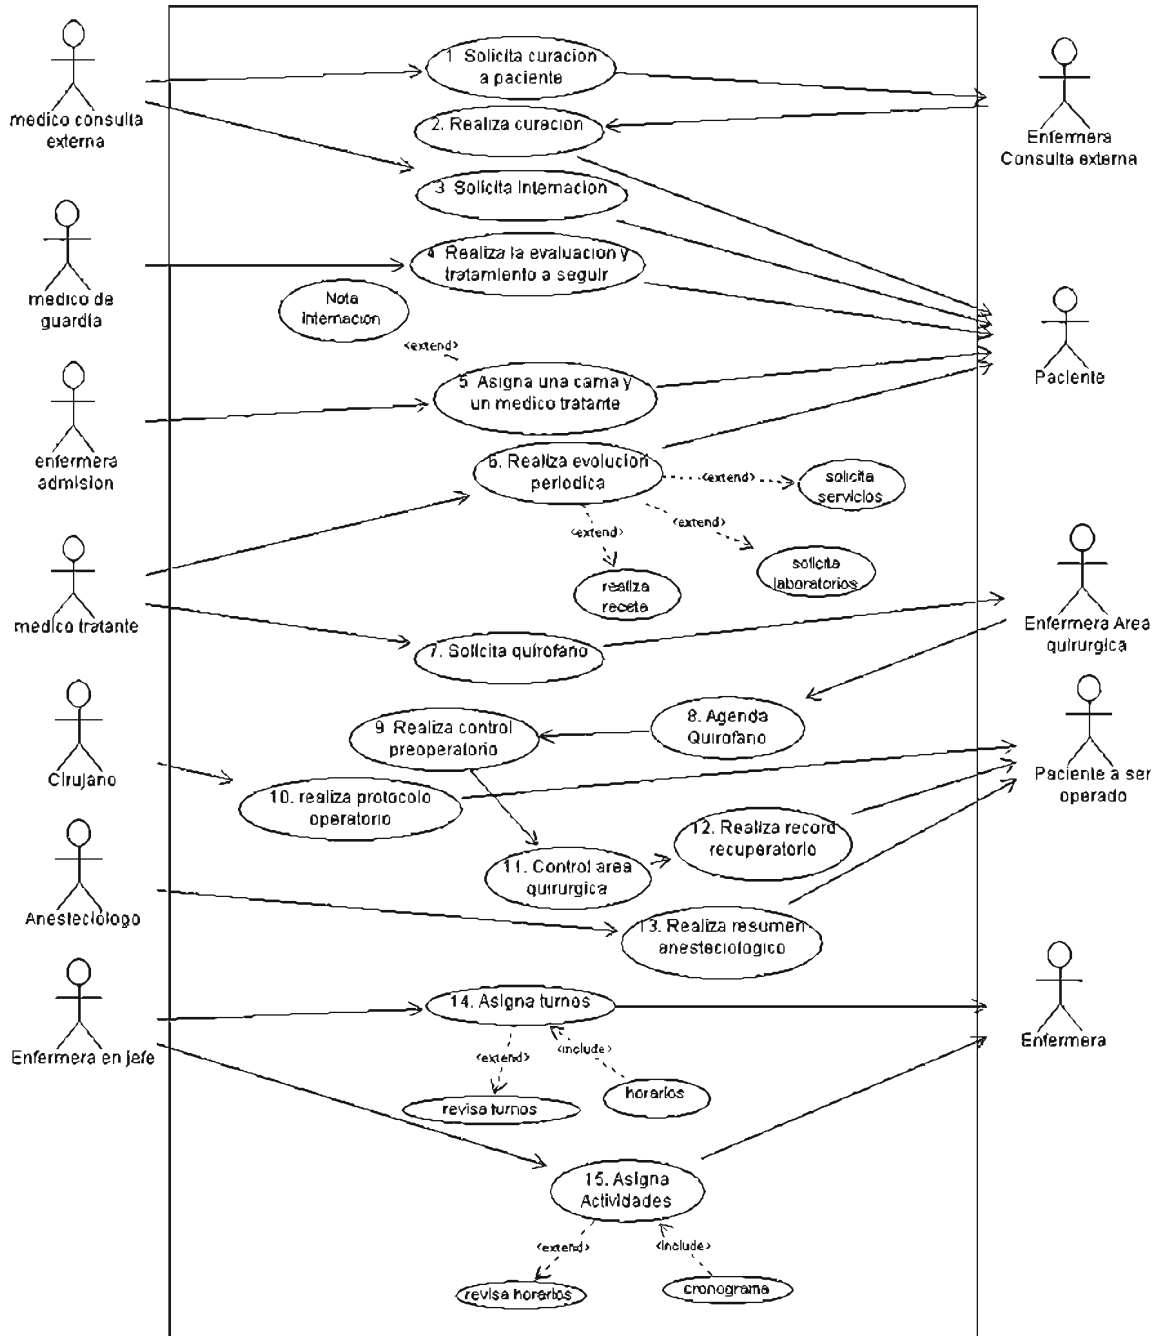 1. Solicita curacion
a paciente
medico consulta
externa
2. Realiza curacion
Enfermera
Consulta externa
3. Solicita Internacion
4. Realiza la evaluacion y
tratamiento a seguir
medico de
guardia
Nota
Internacion
<extend>
5. Asigna una cama y
un medico tratante
Paciente
enfermera
admision
6. Realiza evolucion
periodica
<extend>
solicita
servicios
<extend>
<extend>
solicita
laboratorios
realiza
receta
medico tratante
7. Solicita quirofano
Enfermera Area
quirurgica
8. Agenda
Quirofano
9. Realiza control
preoperatorio
Cirujano
10. realiza protocolo
operatorio
Paciente a ser
operado
12. Realiza record
recuperatorio
11. Control area
quirurgica
Anesteciologo
13. Realiza resumen
anesteciologico
14. Asigna turnos
Enfermera en jefe
Enfermera
<extend>
<include>
horarios
revisa turnos
15. Asigna
Actividades
<extend>
<include>
revisa horarios
cronograma